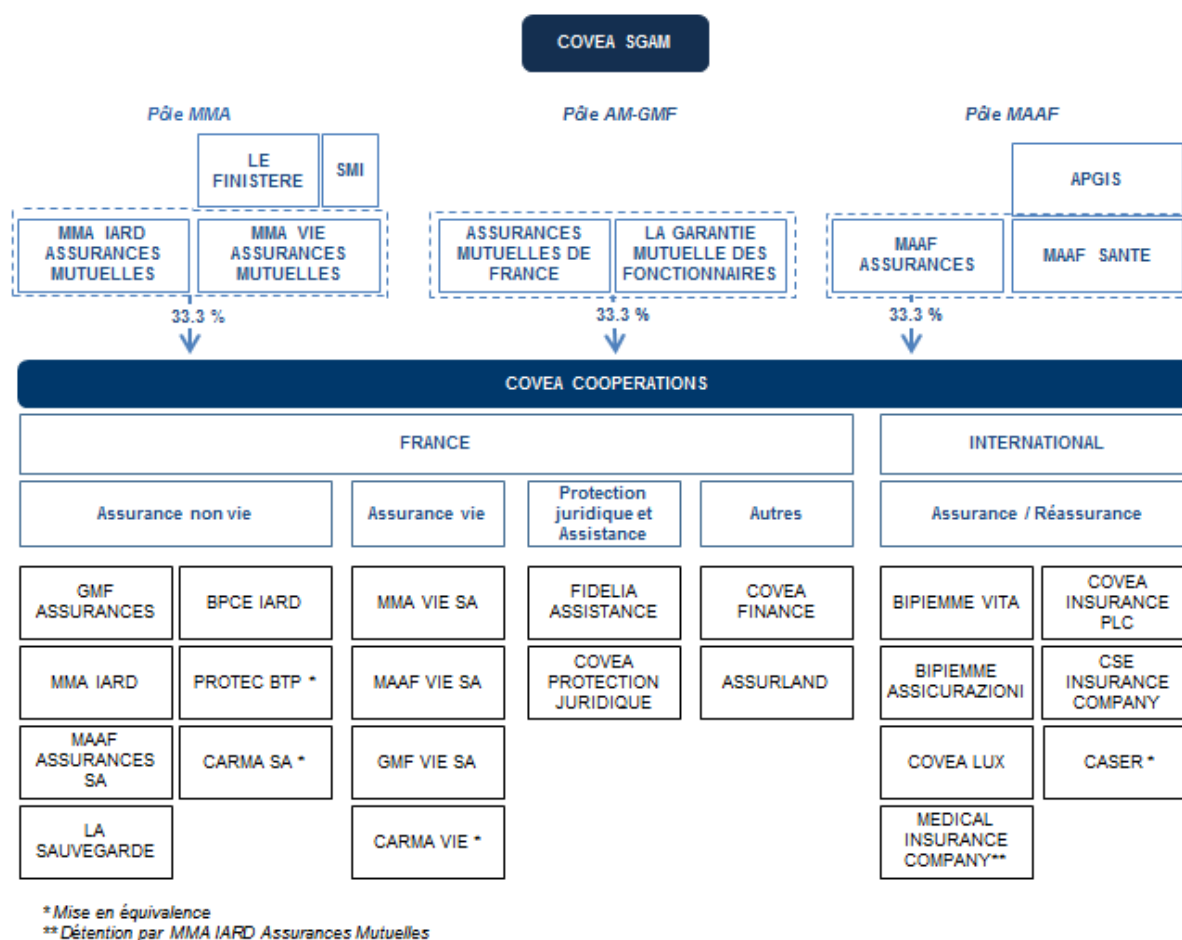 COVEA SGAM
Pôle MMA
Pôle AM-GMF
Pôle MAAF
LE
FINISTERE
SMI
APGIS
MMA IARD
ASSURANCES
MUTUELLES
MMA VIE
ASSURANCES
MUTUELLES
ASSURANCES
MUTUELLES DE
FRANCE
LA GARANTIE
MUTUELLE DES
FONCTIONNAIRES
MAAF
ASSURANCES
MAAF SANTE
33.3 %
33.3 %
33.3 %
COVEA COOPERATIONS
FRANCE
INTERNATIONAL
Assurance non vie
Assurance vie
Protection
juridique et
Assistance
Autres
Assurance / Réassurance
GMF
ASSURANCES
BPCE IARD
MMA VIE SA
FIDELIA
ASSISTANCE
COVEA
FINANCE
BIPIEMME VITA
COVEA
INSURANCE
PLC
MMA IARD
PROTEC BTP *
MAAF VIE SA
COVEA
PROTECTION
JURIDIQUE
ASSURLAND
BIPIEMME
ASSICURAZIONI
CSE
INSURANCE
COMPANY
MAAF
ASSURANCES
SA
CARMA SA *
GMF VIE SA
COVEA LUX
CASER *
LA
SAUVEGARDE
CARMA VIE *
MEDICAL
INSURANCE
COMPANY**
* Mise en équivalence
** Détention par MMA IARD Assurances Mutuelles